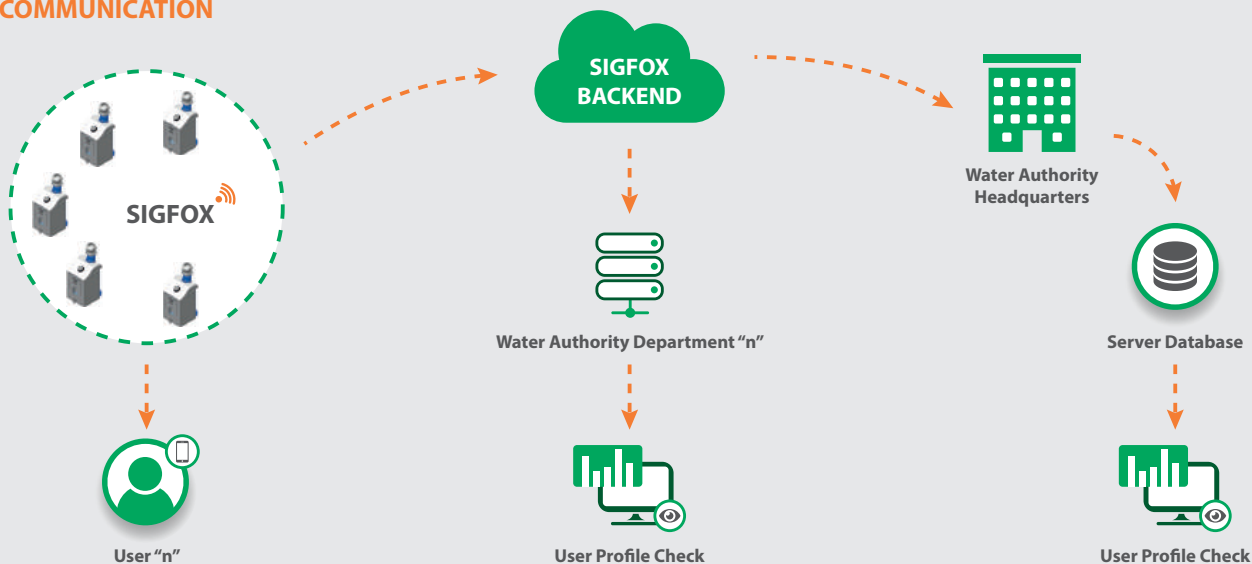 COMMUNICATION
SIGFOX
BACKEND
SIGFOX
Water Authority
Headquarters
Water Authority Department “n”
Server Database
User “n”
User Profile Check
User Profile Check